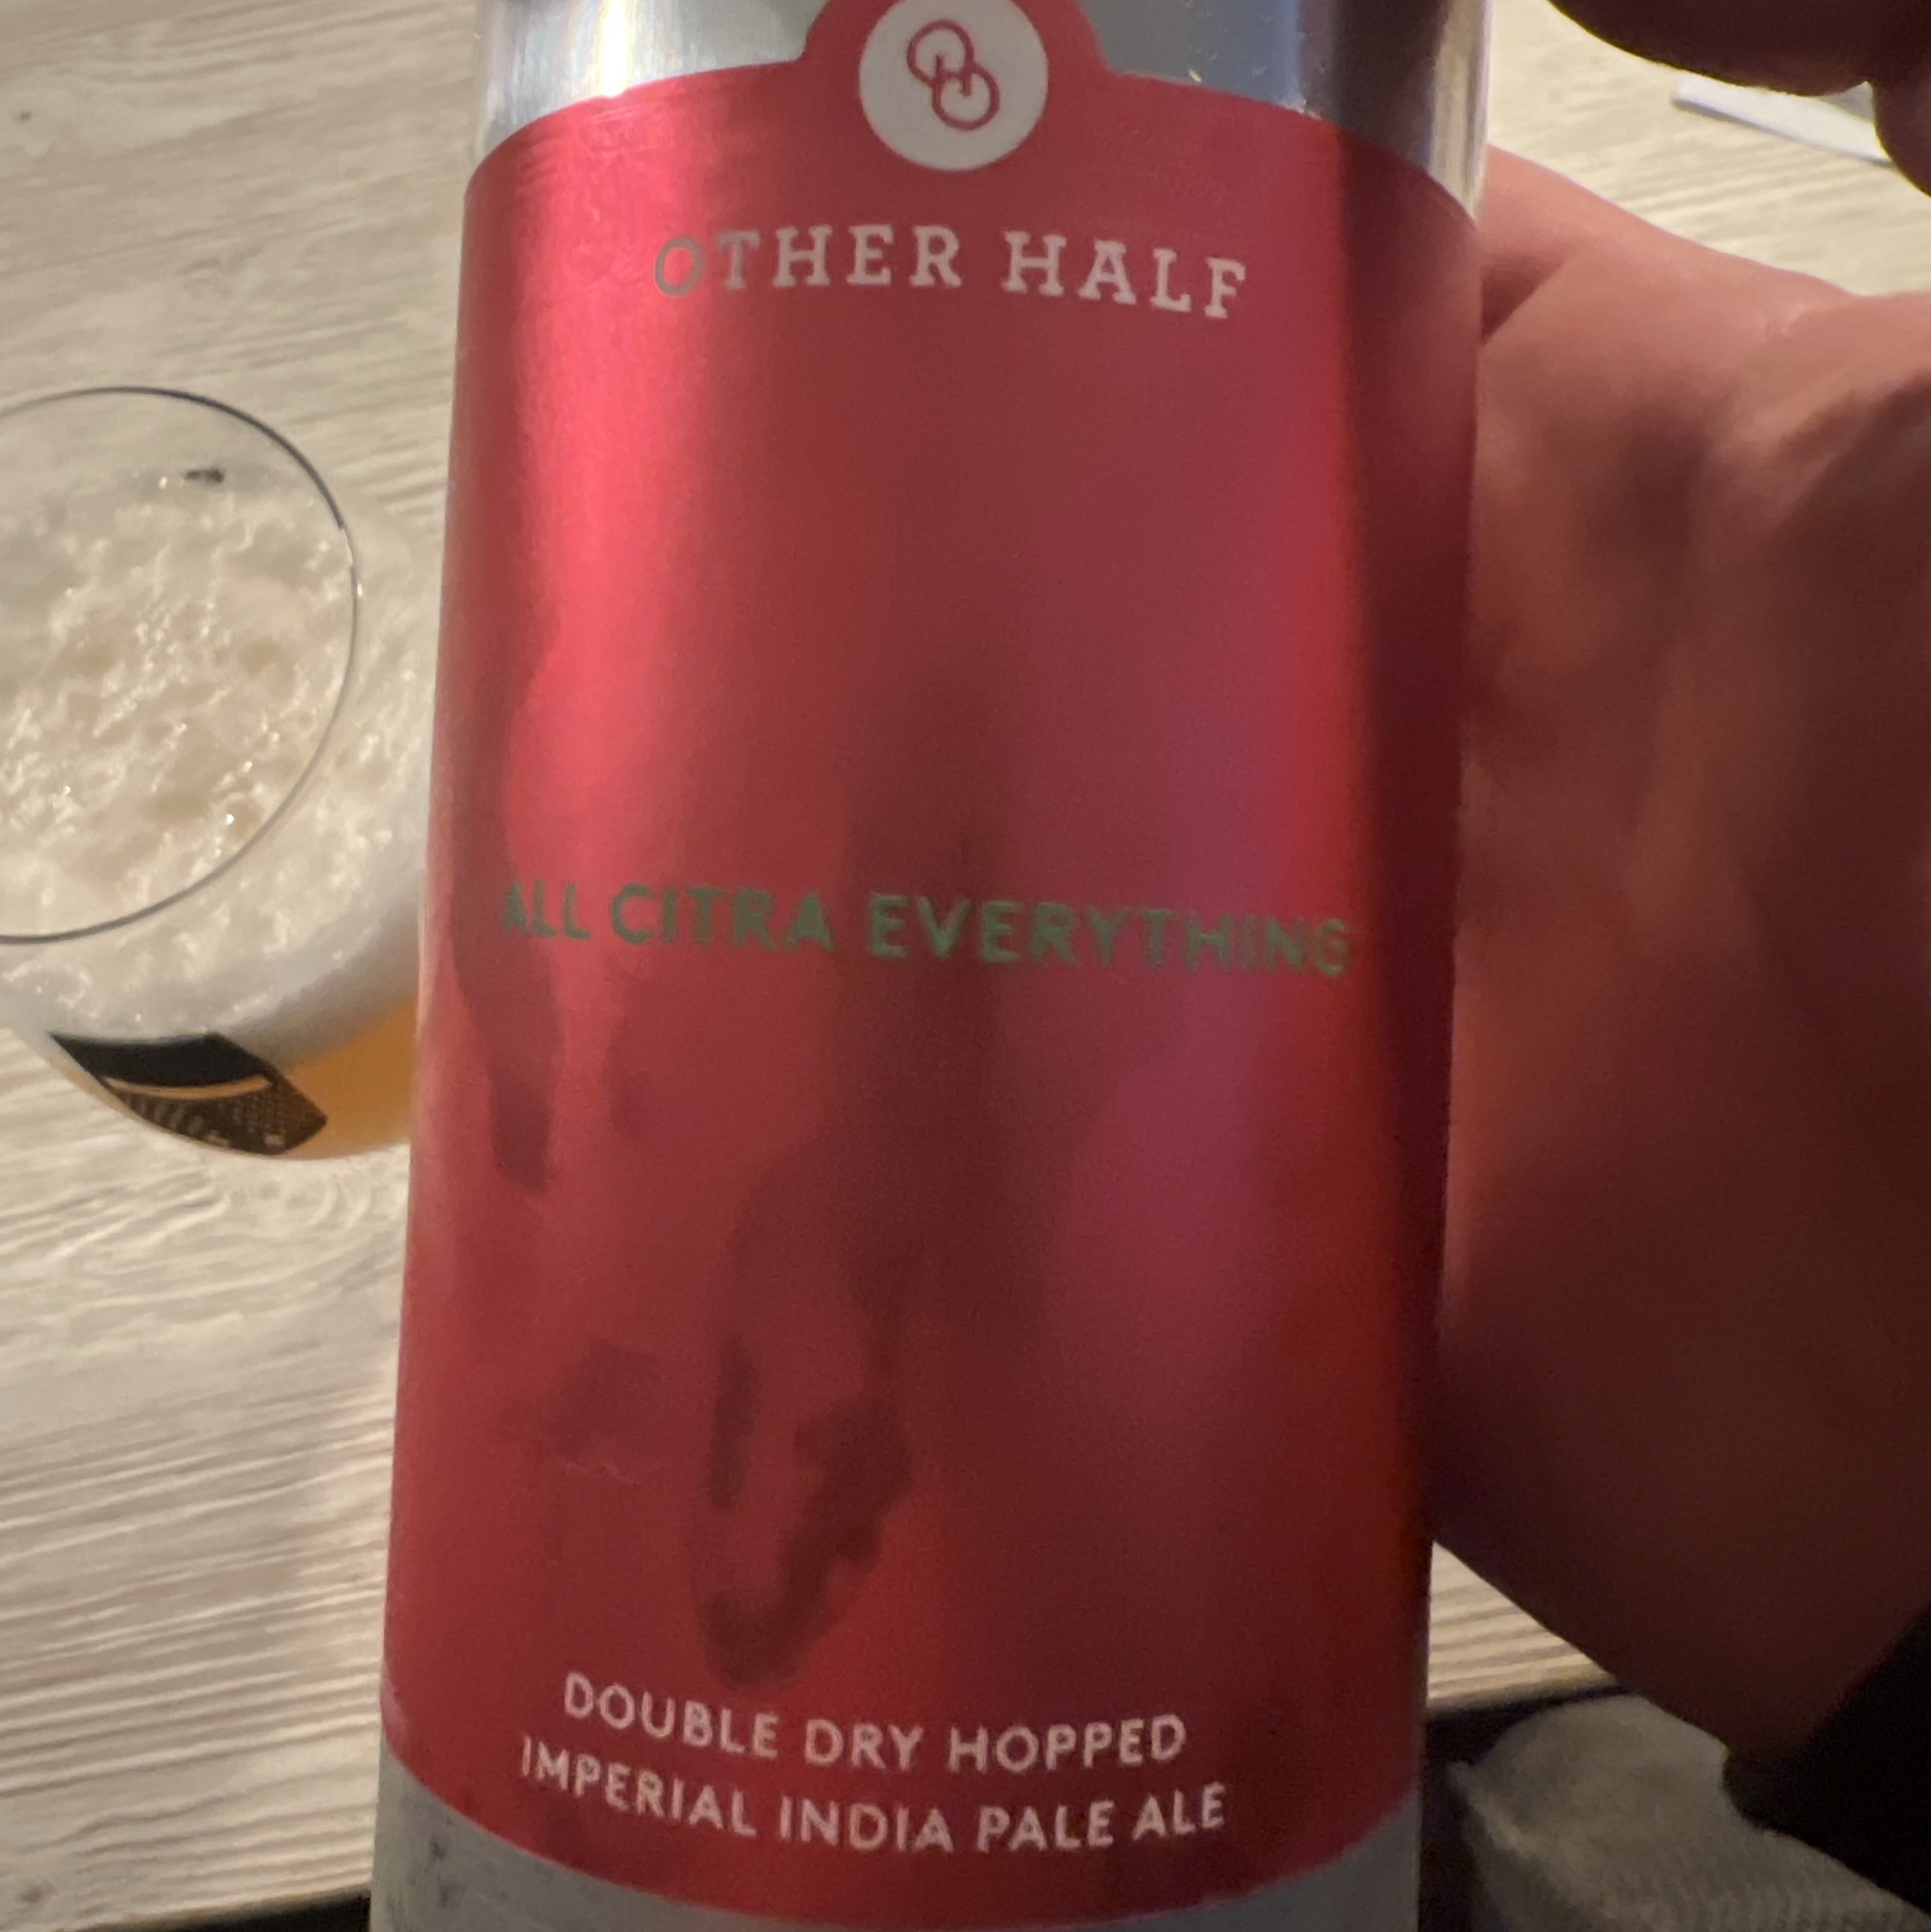 OTHER HALF
ALL CITRA EVERYTHING
DOUBLE DRY HOPPED
IMPERIAL INDIA PALE ALE